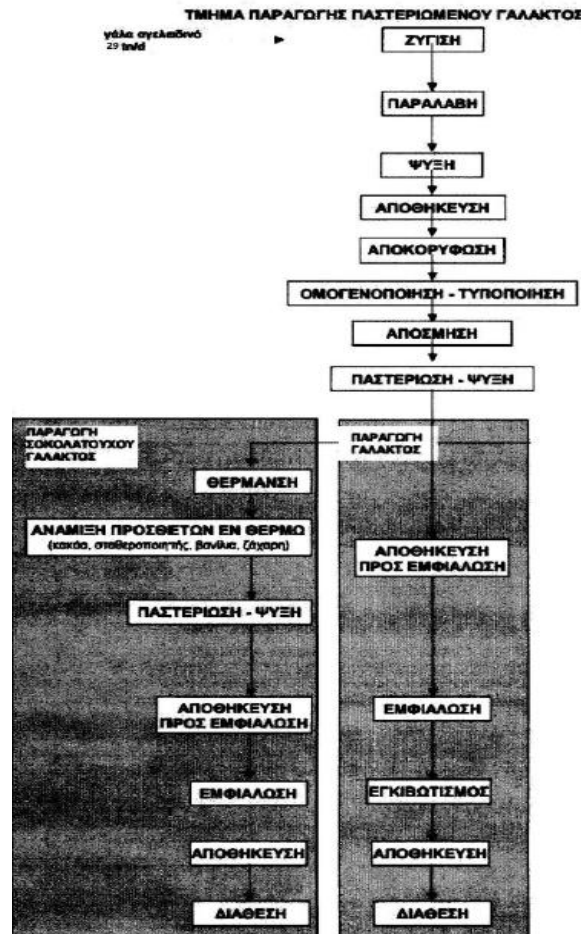 ΤΜΗΜΑ ΠΑΡΑΓΩΓΗΣ ΠΑΣΤΕΡΙΩΜΕΝΟΥ ΓΑΛΑΚΤΟΣ
γάλα αγελαδινό
29 tn/d
ΖΥΓΙΣΗ
ΠΑΡΑΛΑΒΗ
ΨΥΞΗ
ΑΠΟΘΗΚΕΥΣΗ
ΑΠΟΚΟΡΥΦΩΣΗ
ΟΜΟΓΕΝΟΠΟΙΗΣΗ - ΤΥΠΟΠΟΙΗΣΗ
ΑΠΟΣΜΗΣΗ
ΠΑΣΤΕΡΙΩΣΗ - ΨΥΞΗ
ΠΑΡΑΓΩΓΗ
ΣΟΚΟΛΑΤΟΥΧΟΥ
ΓΑΛΑΚΤΟΣ
ΘΕΡΜΑΝΣΗ
ΑΝΑΜΙΞΗ ΠΡΟΣΘΕΤΩΝ ΕΝ ΘΕΡΜΩ
(κακάο, σταθεροποιητής, βανίλια, ζάχαρη)
ΠΑΣΤΕΡΙΩΣΗ - ΨΥΞΗ
ΑΠΟΘΗΚΕΥΣΗ
ΠΡΟΣ ΕΜΦΙΑΛΩΣΗ
ΕΜΦΙΑΛΩΣΗ
ΑΠΟΘΗΚΕΥΣΗ
ΔΙΑΘΕΣΗ
ΠΑΡΑΓΩΓΗ
ΓΑΛΑΚΤΟΣ
ΑΠΟΘΗΚΕΥΣΗ
ΠΡΟΣ ΕΜΦΙΑΛΩΣΗ
ΕΜΦΙΑΛΩΣΗ
ΕΓΚΙΒΩΤΙΣΜΟΣ
ΑΠΟΘΗΚΕΥΣΗ
ΔΙΑΘΕΣΗ